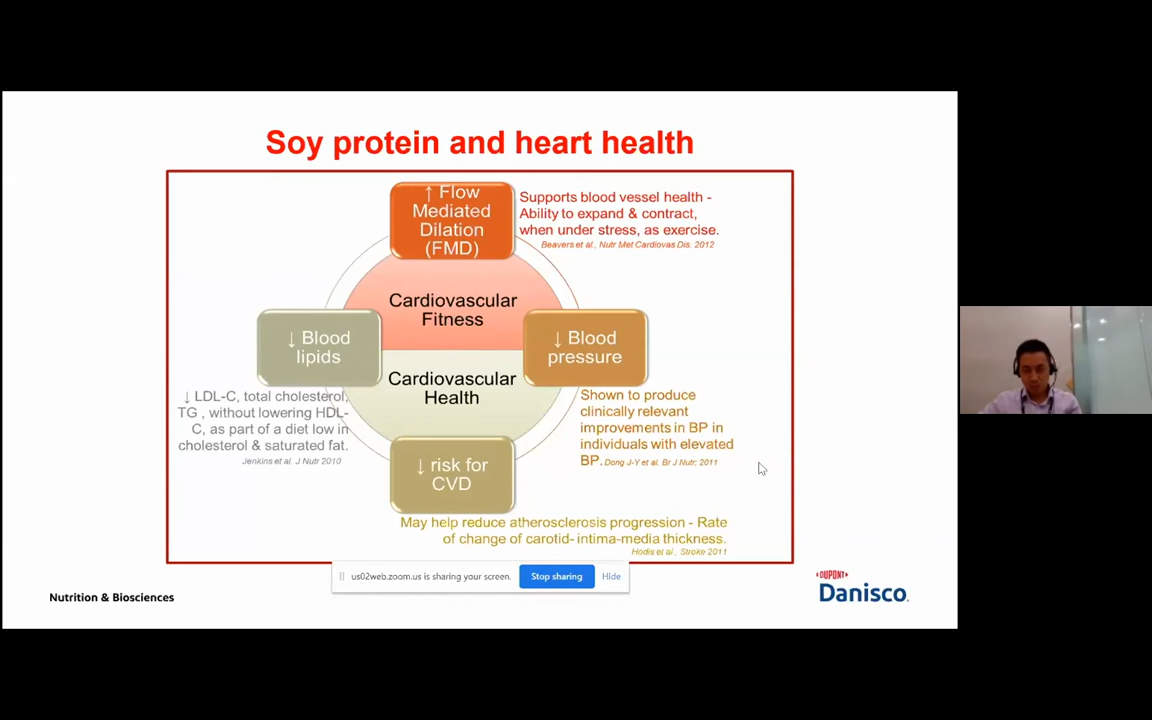 Soy protein and heart health
↑ Flow
Mediated
Dilation
(FMD)
Supports blood vessel health -
Ability to expand & contract,
when under stress, as exercise.
Beavers et al., Nutr Met Cardiovas Dis. 2012
Cardiovascular
Fitness
↓ Blood
lipids
↓ Blood
pressure
Cardiovascular
Health
↓ LDL-C, total cholesterol,
TG , without lowering HDL-
C, as part of a diet low in
cholesterol & saturated fat.
Jenkins et al. J Nutr 2010
Shown to produce
clinically relevant
improvements in BP in
individuals with elevated
BP. Dong J-Y et al. Br J Nutr; 2011
↓ risk for
CVD
May help reduce atherosclerosis progression - Rate
of change of carotid- intima-media thickness.
Hodis el al., Stroke 2011
us02web.zoom.us is sharing your screen.
Stop sharing
Hide
Nutrition & Biosciences
DUPONT
Danisco.